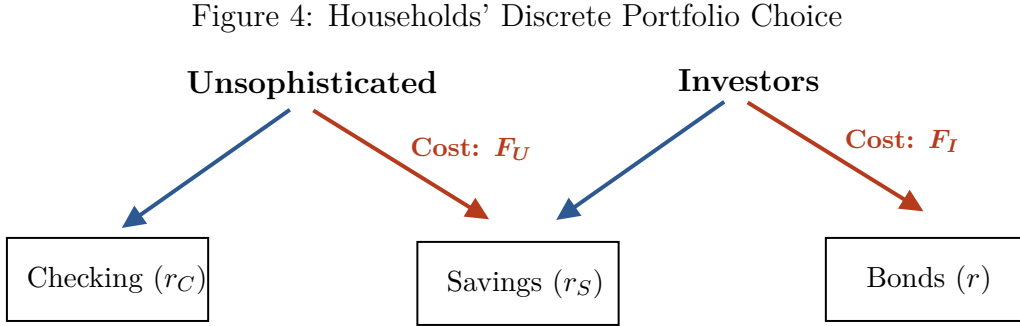 Figure 4: Households' Discrete Portfolio Choice
Unsophisticated
Investors
Cost: F_U
Cost: F_I
Checking (r_C)
Savings (r_S)
Bonds (r)